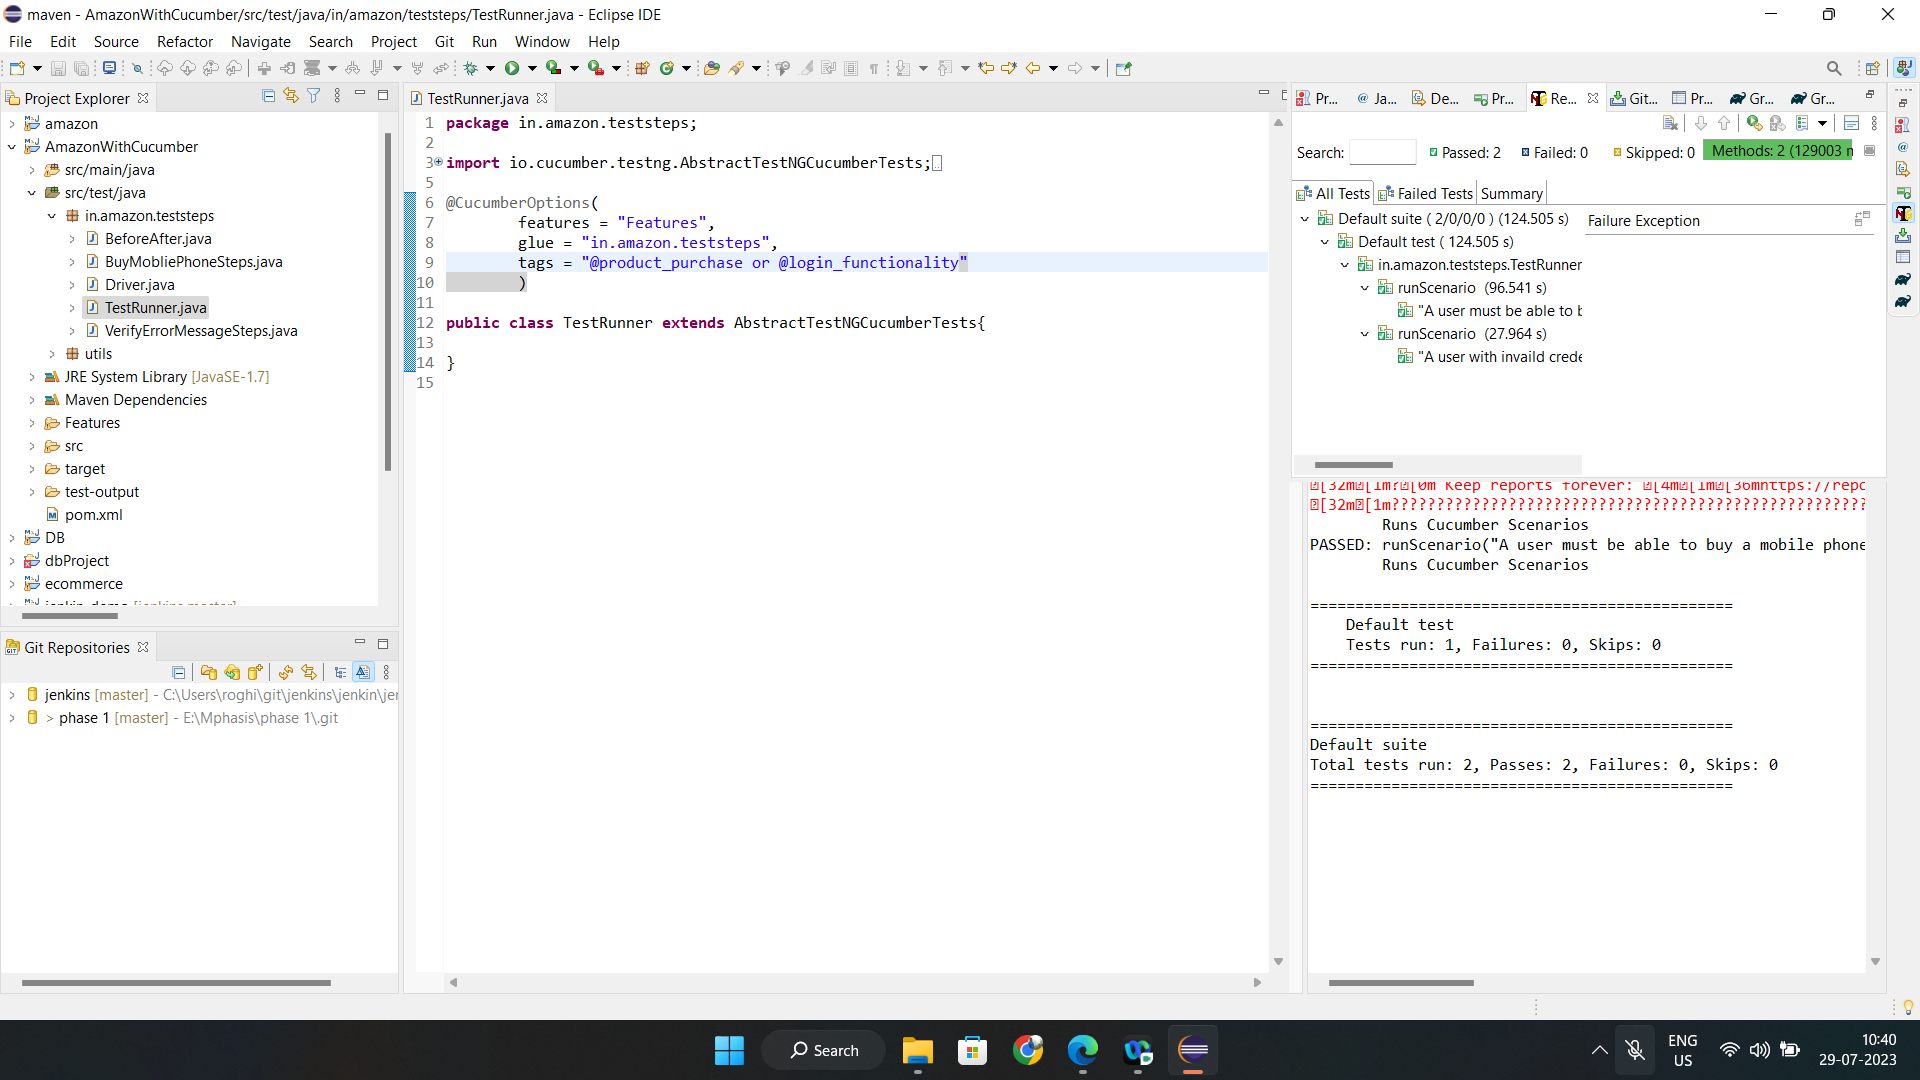 maven - AmazonWithCucumber/src/test/java/in/amazon/teststeps/TestRunner.java - Eclipse IDE
File Edit Source Refactor Navigate Search Project Git Run Window Help
Project Explorer
amazon
AmazonWithCucumber
src/main/java
src/test/java
in.amazon.teststeps
BeforeAfter.java
BuyMobliePhoneSteps.java
Driver.java
TestRunner.java
VerifyErrorMessageSteps.java
utils
JRE System Library [JavaSE-1.7]
Maven Dependencies
Features
src
target
test-output
pom.xml
DB
dbProject
ecommerce
Git Repositories
jenkins [master] - C:\Users\roghi\git\jenkins\jenkin\jer
> phase 1 [master] - E:\Mphasis\phase 1\.git
TestRunner.java
1 package in.amazon.teststeps;
2
3 import io.cucumber.testng.AbstractTestNGCucumberTests;
5
6 @CucumberOptions(
7 features = "Features",
8 glue = "in.amazon.teststeps",
9 tags = "@product_purchase or @login_functionality"
10 )
11
12 public class TestRunner extends AbstractTestNGCucumberTests{
13
14 }
15
Pr... Ja... De... Pr... Re... Git... Pr... Gr... Gr...
Search: Passed: 2 Failed: 0 Skipped: 0 Methods: 2 (129003 m
All Tests Failed Tests Summary
Default suite ( 2/0/0/0 ) (124.505 s)
Failure Exception
Default test ( 124.505 s)
in.amazon.teststeps.TestRunner
runScenario (96.541 s)
"A user must be able to b
runScenario (27.964 s)
"A user with invaild crede
[32m[1m?[0m Keep reports forever: [4m[1m[36mhttps://repo
Runs Cucumber Scenarios
PASSED: runScenario("A user must be able to buy a mobile phone
Runs Cucumber Scenarios
===============================================
Default test
Tests run: 1, Failures: 0, Skips: 0
===============================================
===============================================
Default suite
Total tests run: 2, Passes: 2, Failures: 0, Skips: 0
===============================================
Search
ENG
US
10:40
29-07-2023